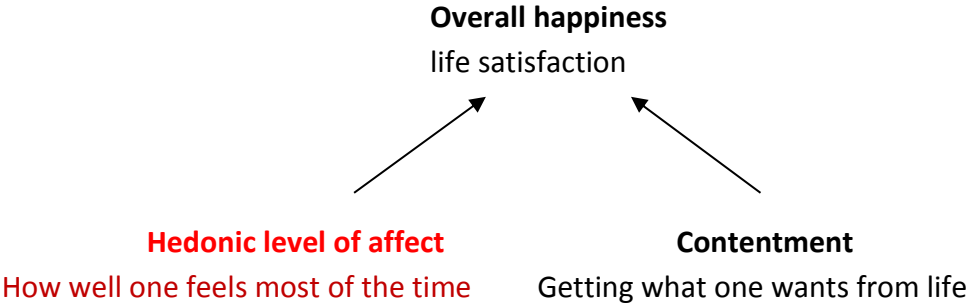 Overall happiness
life satisfaction
Hedonic level of affect
Contentment
How well one feels most of the time
Getting what one wants from life